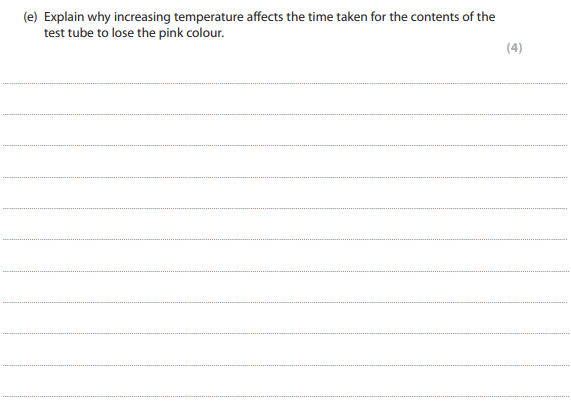 (e) Explain why increasing temperature affects the time taken for the contents of the
test tube to lose the pink colour.
(4)